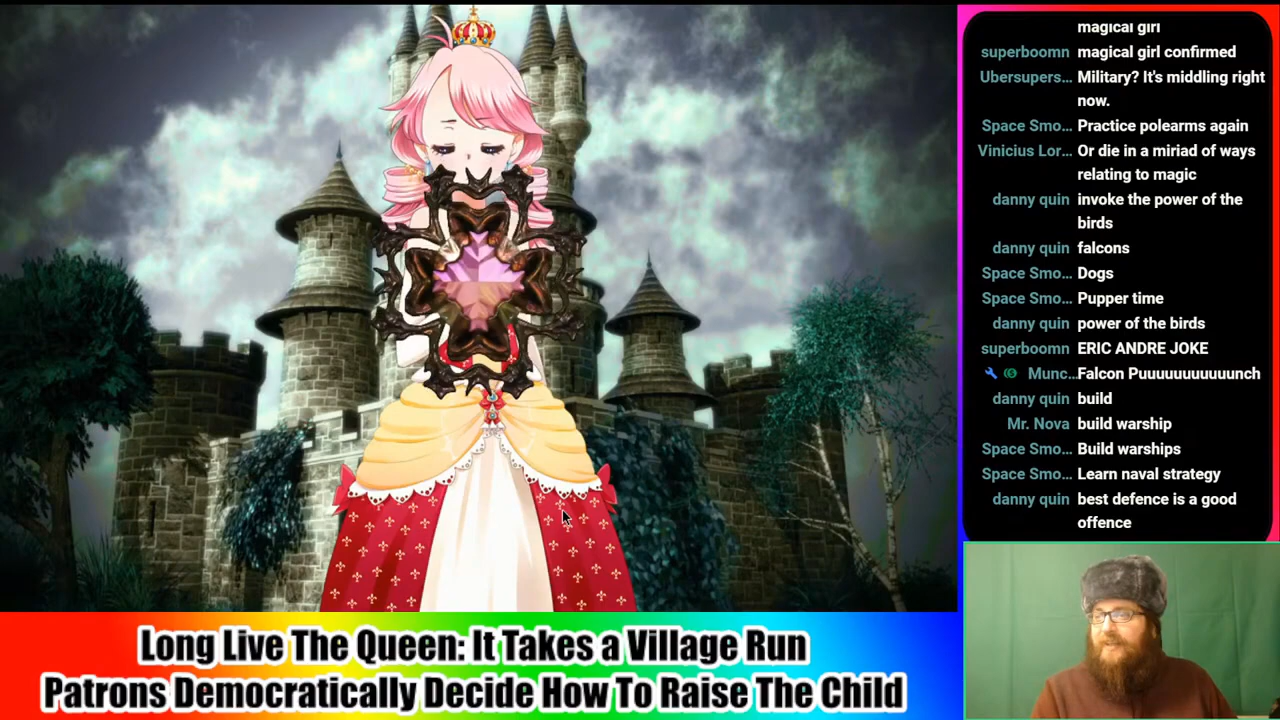 magical girl
superboomn magical girl confirmed
Ubersupers... Military? It's middling right
now.
Space Smo... Practice polearms again
Vinicius Lor... Or die in a miriad of ways
relating to magic
danny quin invoke the power of the
birds
danny quin falcons
Space Smo... Dogs
Space Smo... Pupper time
danny quin power of the birds
superboomn ERIC ANDRE JOKE
Munc... Falcon Puuuuuuuuuuunch
danny quin build
Mr. Nova build warship
Space Smo... Build warships
Space Smo... Learn naval strategy
danny quin best defence is a good
offence
Long Live The Queen: It Takes a Village Run
Patrons Democratically Decide How To Raise The Child